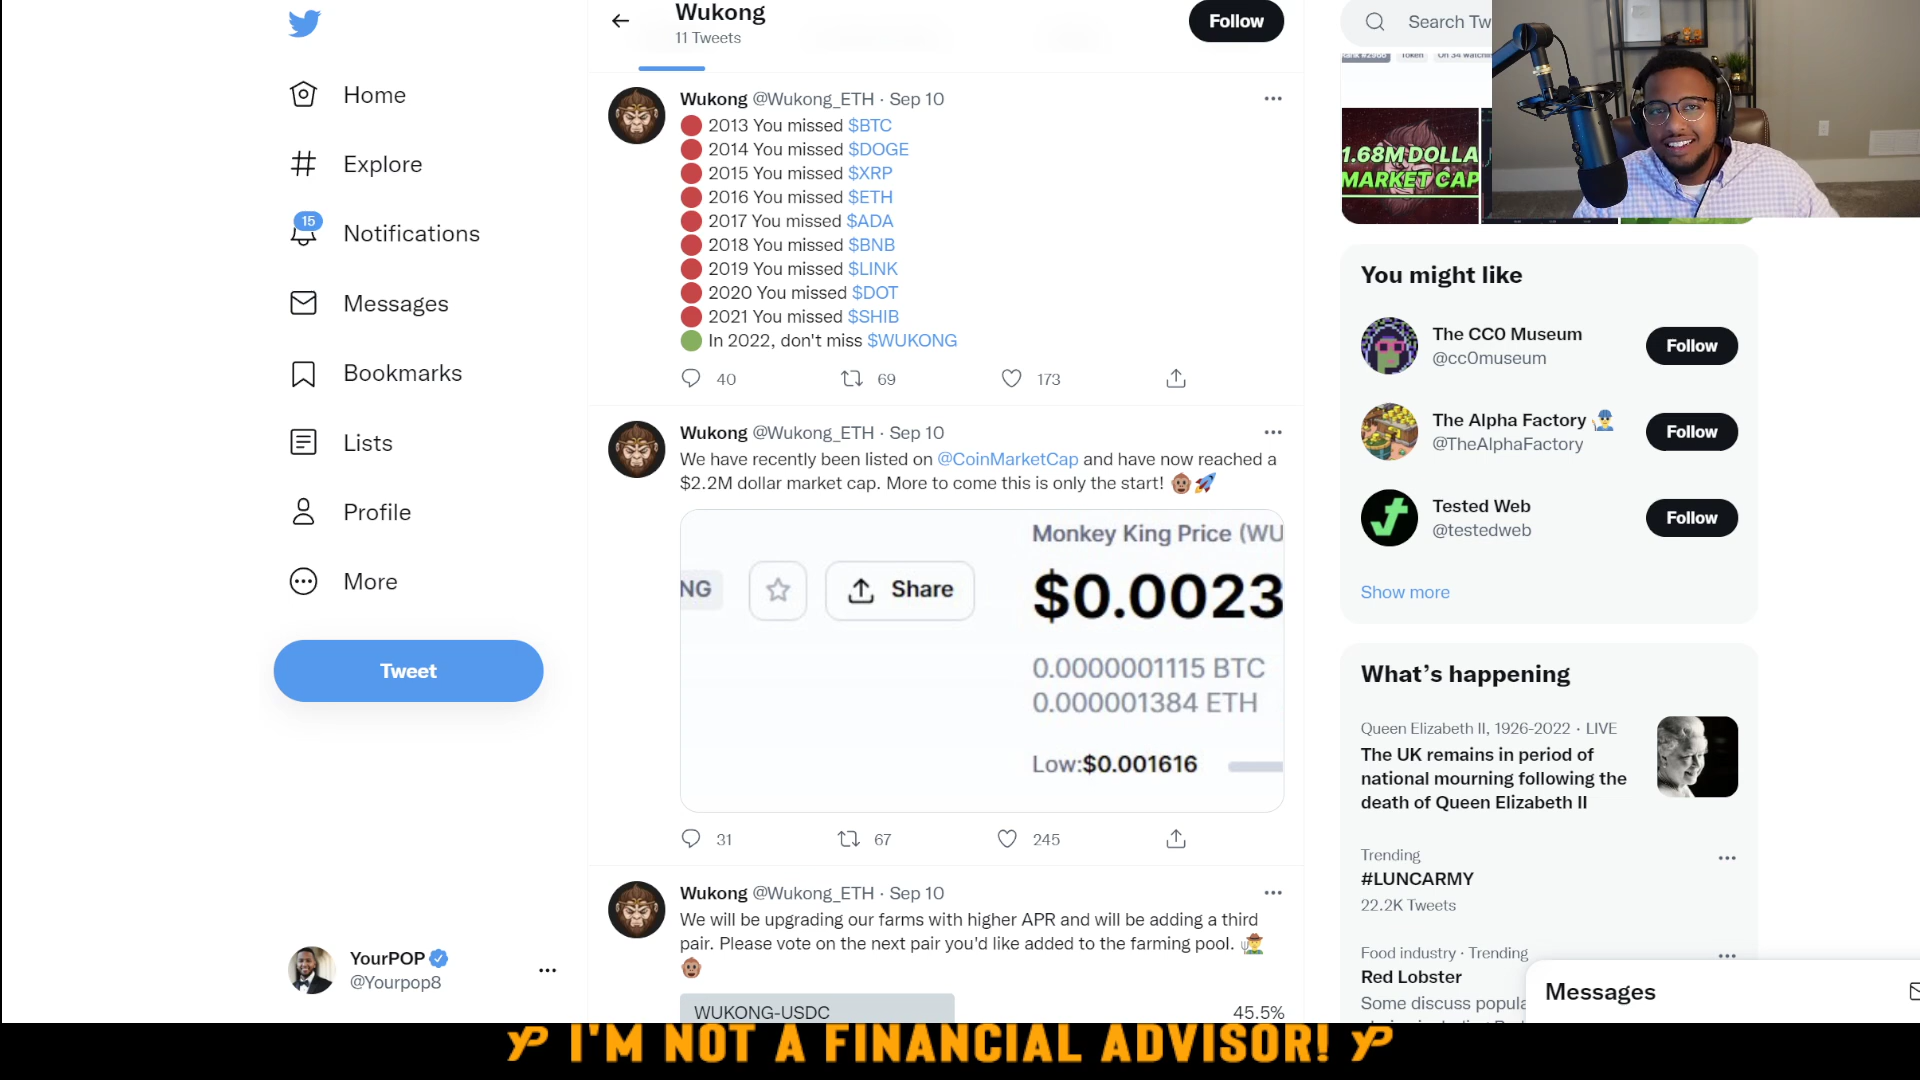 Home
Explore
15
Notifications
Messages
Bookmarks
Lists
Profile
More
Tweet
YourPOP
@Yourpop8
Wukong
11 Tweets
Follow
Wukong @Wukong_ETH · Sep 10
2013 You missed $BTC
2014 You missed $DOGE
2015 You missed $XRP
2016 You missed $ETH
2017 You missed $ADA
2018 You missed $BNB
2019 You missed $LINK
2020 You missed $DOT
2021 You missed $SHIB
In 2022, don't miss $WUKONG
40 69 173
Wukong @Wukong_ETH · Sep 10
We have recently been listed on @CoinMarketCap and have now reached a
$2.2M dollar market cap. More to come this is only the start! 🐵🚀
Monkey King Price (WU
NG Share $0.0023
0.0000001115 BTC
0.000001384 ETH
Low:$0.001616
31 67 245
Wukong @Wukong_ETH · Sep 10
We will be upgrading our farms with higher APR and will be adding a third
pair. Please vote on the next pair you'd like added to the farming pool. 👨‍🌾
🐵
WUKONG-USDC 45.5%
Search Tw
Token
1.68M DOLLA
MARKET CAP
You might like
The CC0 Museum
@cc0museum
Follow
The Alpha Factory
@TheAlphaFactory
Follow
Tested Web
@testedweb
Follow
Show more
What's happening
Queen Elizabeth II, 1926-2022 · LIVE
The UK remains in period of
national mourning following the
death of Queen Elizabeth II
Trending
#LUNCARMY
22.2K Tweets
Food industry · Trending
Red Lobster
Some discuss popula
Messages
YP I'M NOT A FINANCIAL ADVISOR! YP